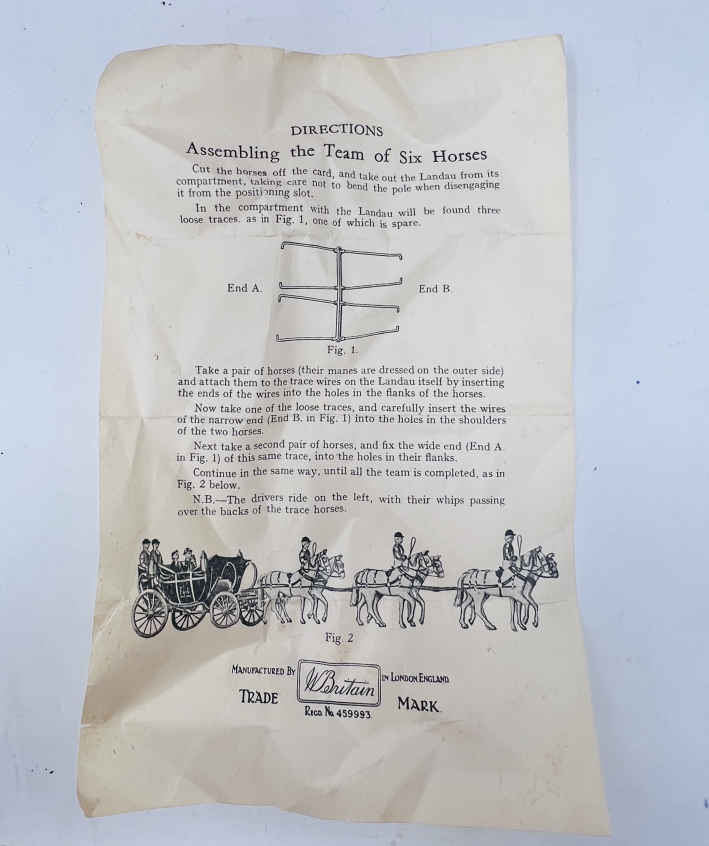 DIRECTIONS
Assembling the Team of Six Horses
Cut the horses off the card, and take out the Landau from its
compartment, taking care not to bend the pole when disengaging
it from the positioning slot.
In the compartment with the Landau will be found three
loose traces. as in Fig. 1, one of which is spare.
End A.
End B.
Fig. 1.
Take a pair of horses (their manes are dressed on the outer side)
and attach them to the trace wires on the Landau itself by inserting
the ends of the wires into the holes in the flanks of the horses.
Now take one of the loose traces, and carefully insert the wires
of the narrow end (End B. in Fig. 1) into the holes in the shoulders
of the two horses.
Next take a second pair of horses, and fix the wide end (End A.
in Fig. 1) of this same trace, into the holes in their flanks.
Continue in the same way, until all the team is completed, as in
Fig. 2 below.
N.B.—The drivers ride on the left, with their whips passing
over the backs of the trace horses.
Fig. 2
MANUFACTURED BY W Britain IN LONDON ENGLAND
TRADE MARK
REGD No 459993